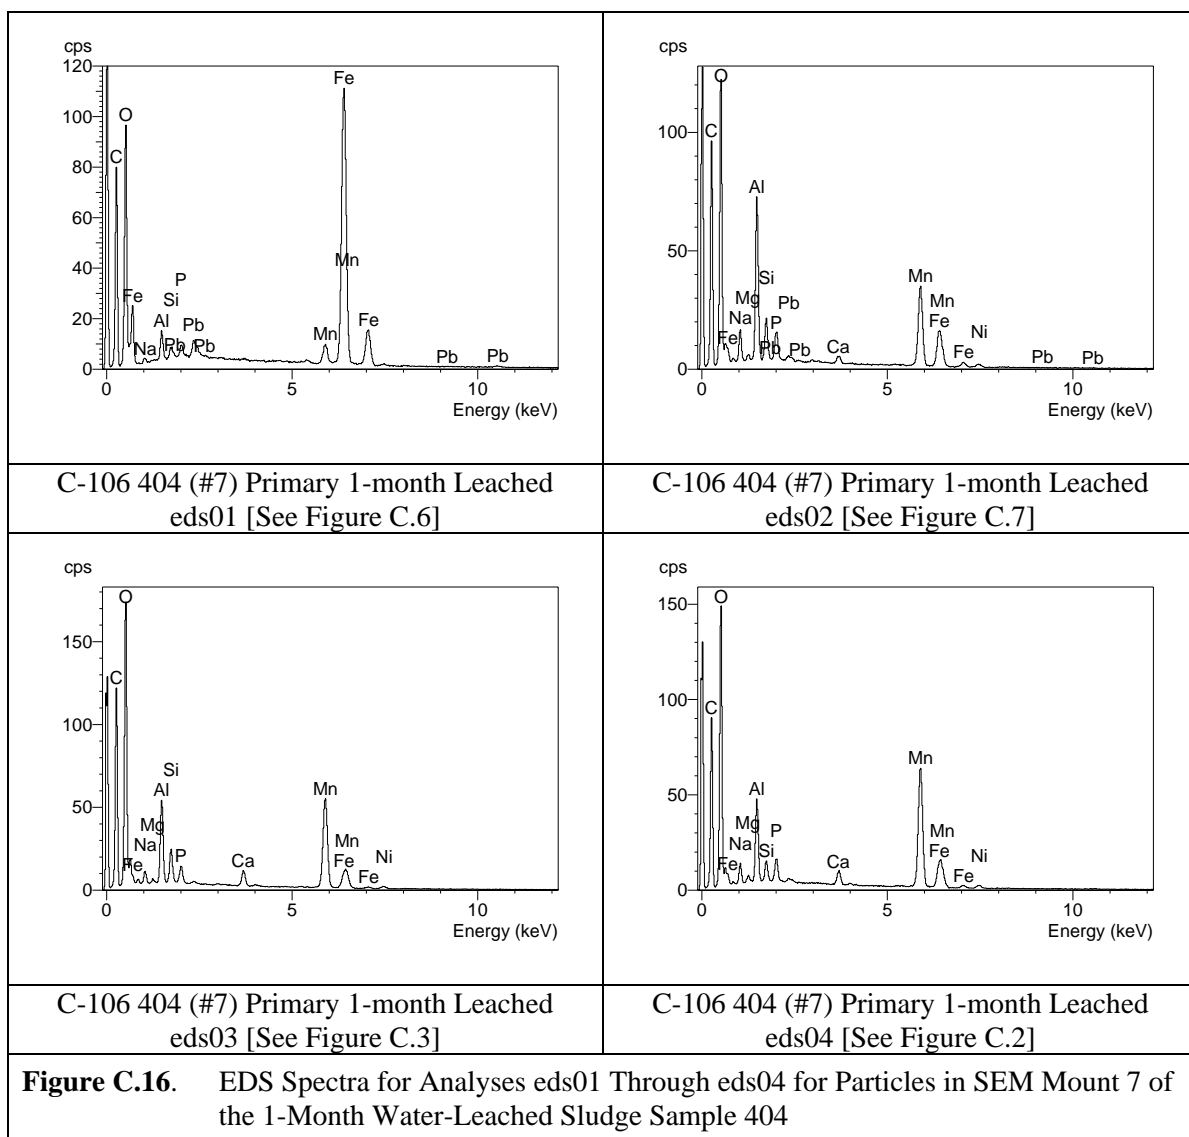 cps
120
100
80
60
40
20
0
0
5
10
Energy (keV)
C
O
Fe
Na
Al
Si
P
Pb
Pb
Pb
Mn
Fe
Mn
Fe
Pb
Pb
C-106 404 (#7) Primary 1-month Leached
eds01 [See Figure C.6]
cps
100
50
0
0
5
10
Energy (keV)
C
O
Fe
Na
Mg
Al
Si
Pb
P
Pb
Pb
Ca
Mn
Mn
Fe
Fe
Ni
Pb
Pb
C-106 404 (#7) Primary 1-month Leached
eds02 [See Figure C.7]
cps
150
100
50
0
0
5
10
Energy (keV)
C
O
Fe
Na
Mg
Al
Si
P
Ca
Mn
Mn
Fe
Fe
Ni
C-106 404 (#7) Primary 1-month Leached
eds03 [See Figure C.3]
cps
150
100
50
0
0
5
10
Energy (keV)
C
O
Fe
Na
Mg
Al
Si
P
Ca
Mn
Mn
Fe
Fe
Ni
C-106 404 (#7) Primary 1-month Leached
eds04 [See Figure C.2]
Figure C.16. EDS Spectra for Analyses eds01 Through eds04 for Particles in SEM Mount 7 of
the 1-Month Water-Leached Sludge Sample 404